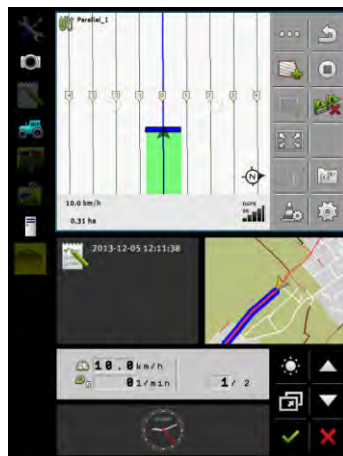 Parallel_1
10.0 km/h
0.31 ha
DGPS
N
2013-12-05 12:11:38
10.0 km/h
0 1/min
1/ 2